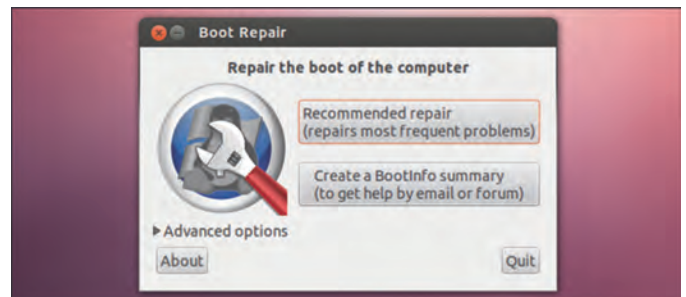 Boot Repair
Repair the boot of the computer
Recommended repair
(repairs most frequent problems)
Create a BootInfo summary
(to get help by email or forum)
Advanced options
About
Quit